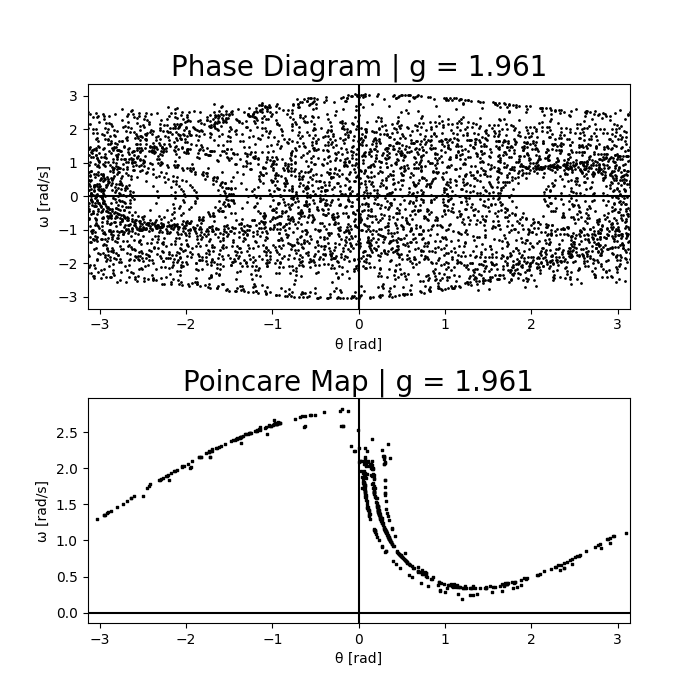 Phase Diagram | g = 1.961
3
2
1
0
−1
−2
−3
ω [rad/s]
−3 −2 −1 0 1 2 3
θ [rad]
Poincare Map | g = 1.961
2.5
2.0
1.5
1.0
0.5
0.0
ω [rad/s]
−3 −2 −1 0 1 2 3
θ [rad]